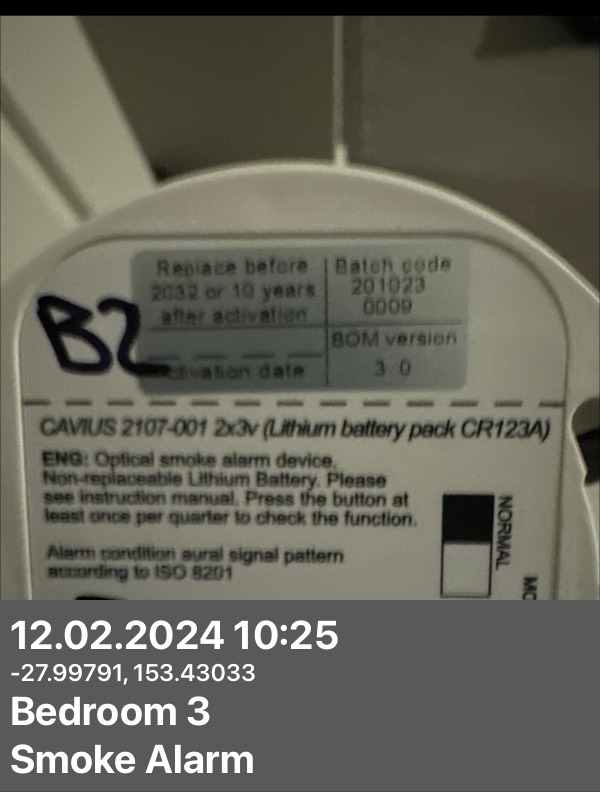 Replace before
2032 or 10 years
after activation
Activation date
Batch code
201023
0009
BOM version
3.0
B2
CAVIUS 2107-001 2x3v (Lithium battery pack CR123A)
ENG: Optical smoke alarm device.
Non-replaceable Lithium Battery. Please
see instruction manual. Press the button at
least once per quarter to check the function.
Alarm condition aural signal pattern
according to ISO 8201
NORMAL
12.02.2024 10:25
-27.99791, 153.43033
Bedroom 3
Smoke Alarm